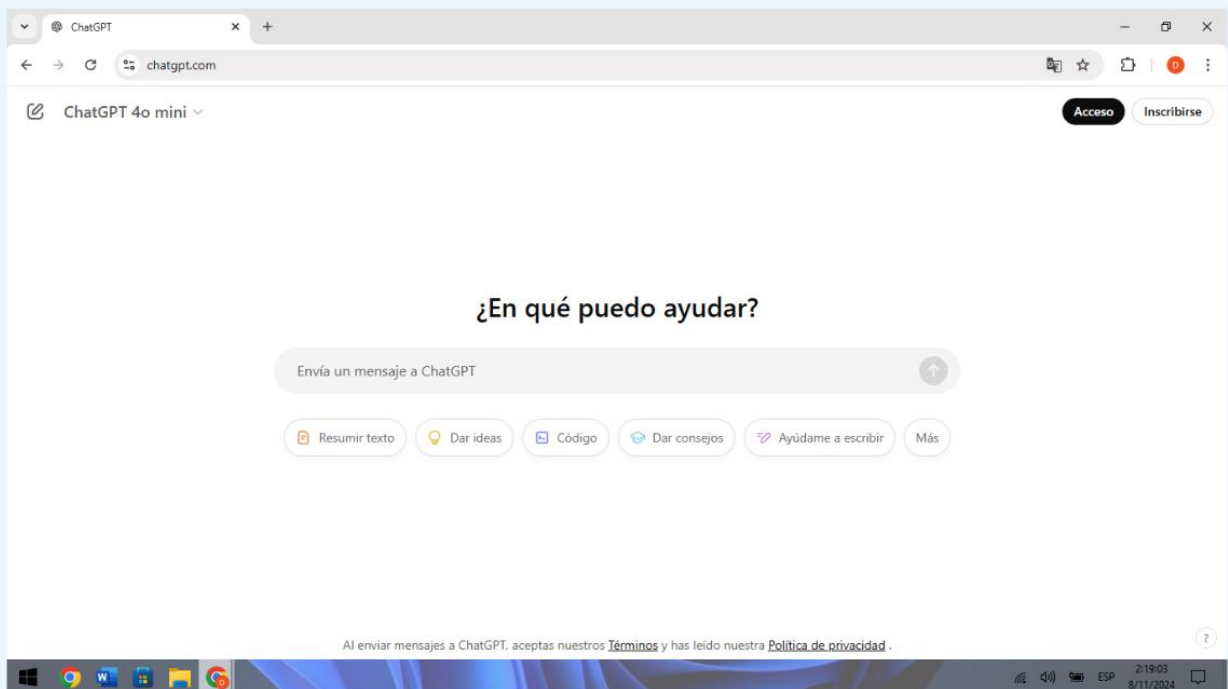 ChatGPT
chatgpt.com
ChatGPT 4o mini
Acceso
Inscribirse
¿En qué puedo ayudar?
Envía un mensaje a ChatGPT
Resumir texto
Dar ideas
Código
Dar consejos
Ayúdame a escribir
Más
Al enviar mensajes a ChatGPT, aceptas nuestros Términos y has leído nuestra Política de privacidad .
?
ESP
2:19:03
8/11/2024